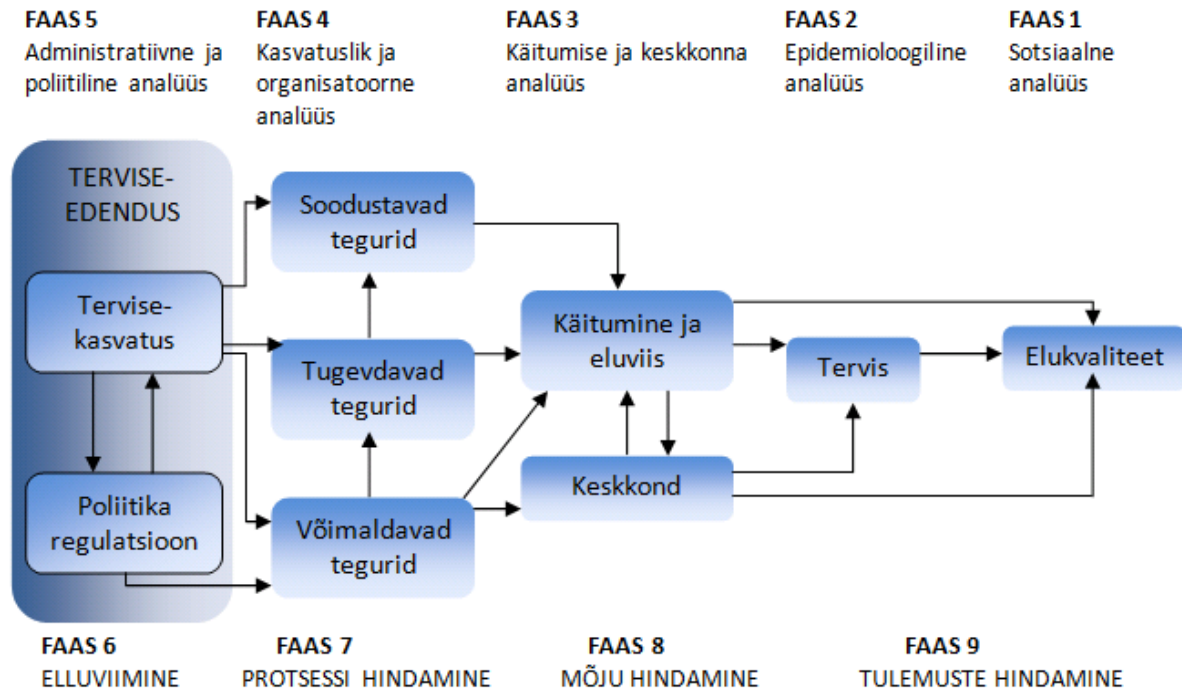 FAAS 5
Administratiivne ja
poliitiline analüüs
FAAS 4
Kasvatuslik ja
organisatoorne
analüüs
FAAS 3
Käitumise ja keskkonna
analüüs
FAAS 2
Epidemioloogiline
analüüs
FAAS 1
Sotsiaalne
analüüs
TERVISE-
EDENDUS
Tervise-
kasvatus
Poliitika
regulatsioon
Soodustavad
tegurid
Tugevdavad
tegurid
Võimaldavad
tegurid
Käitumine ja
eluviis
Keskkond
Tervis
Elukvaliteet
FAAS 6
ELLUVIIMINE
FAAS 7
PROTSESSI HINDAMINE
FAAS 8
MÕJU HINDAMINE
FAAS 9
TULEMUSTE HINDAMINE